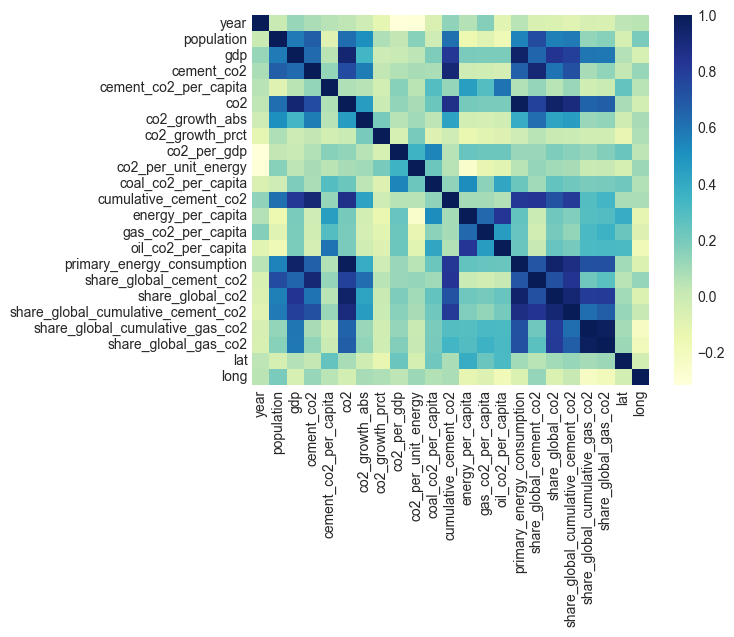 year
population
gdp
cement_co2
cement_co2_per_capita
co2
co2_growth_abs
co2_growth_prct
co2_per_gdp
co2_per_unit_energy
coal_co2_per_capita
cumulative_cement_co2
energy_per_capita
gas_co2_per_capita
oil_co2_per_capita
primary_energy_consumption
share_global_cement_co2
share_global_co2
share_global_cumulative_cement_co2
share_global_cumulative_gas_co2
share_global_gas_co2
lat
long
year
population
gdp
cement_co2
cement_co2_per_capita
co2
co2_growth_abs
co2_growth_prct
co2_per_gdp
co2_per_unit_energy
coal_co2_per_capita
cumulative_cement_co2
energy_per_capita
gas_co2_per_capita
oil_co2_per_capita
primary_energy_consumption
share_global_cement_co2
share_global_co2
share_global_cumulative_cement_co2
share_global_cumulative_gas_co2
share_global_gas_co2
lat
long
1.0
0.8
0.6
0.4
0.2
0.0
−0.2